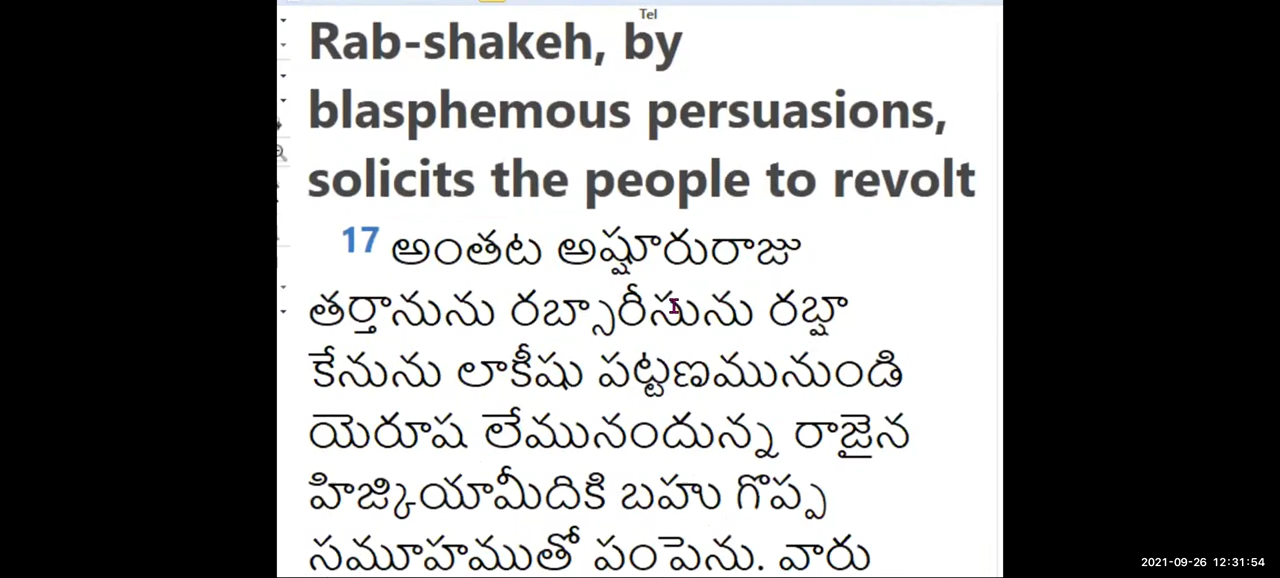 Tel
Rab-shakeh, by
blasphemous persuasions,
solicits the people to revolt
17 అంతట అష్షూరురాజు
తర్తానును రబ్సారీసును రబ్షా
కేనును లాకీషు పట్టణమునుండి
యెరూష లేమునందున్న రాజైన
హిజ్కియామీదికి బహు గొప్ప
సమూహముతో పంపెను. వారు
2021-09-26 12:31:54